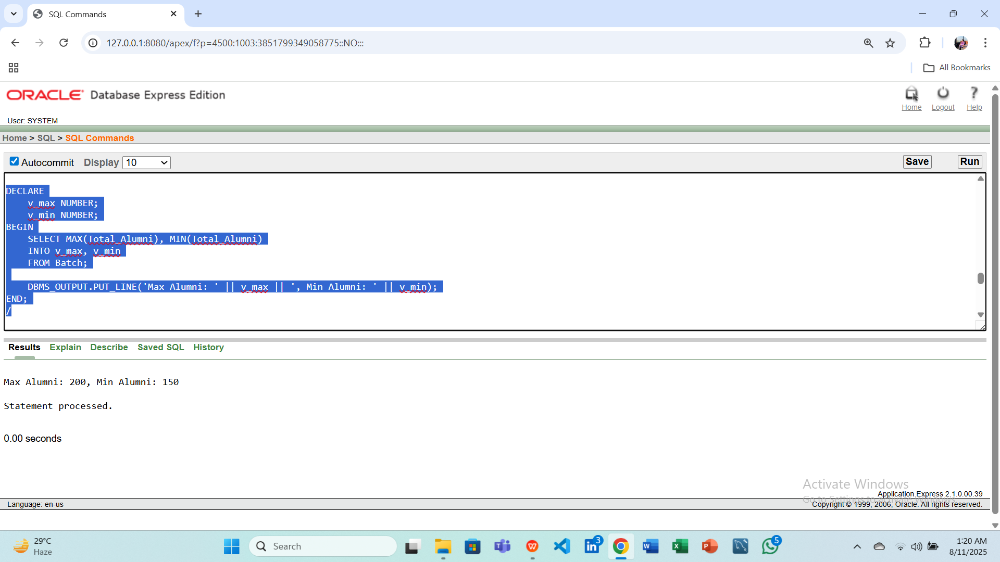 SQL Commands
127.0.0.1:8080/apex/f?p=4500:1003:3851799349058775::NO:::
All Bookmarks
ORACLE Database Express Edition
Home Logout Help
User: SYSTEM
Home > SQL > SQL Commands
Autocommit Display 10 Save Run
DECLARE
v_max NUMBER;
v_min NUMBER;
BEGIN
SELECT MAX(Total_Alumni), MIN(Total_Alumni)
INTO v_max, v_min
FROM Batch;
DBMS_OUTPUT.PUT_LINE('Max Alumni: ' || v_max || ', Min Alumni: ' || v_min);
END;
/
Results Explain Describe Saved SQL History
Max Alumni: 200, Min Alumni: 150
Statement processed.
0.00 seconds
Activate Windows
Go to Settings to activate Windows.
Application Express 2.1.0.00.39
Language: en-us
Copyright © 1999, 2006, Oracle. All rights reserved.
29°C
Haze
Search
3
5
1:20 AM
8/11/2025